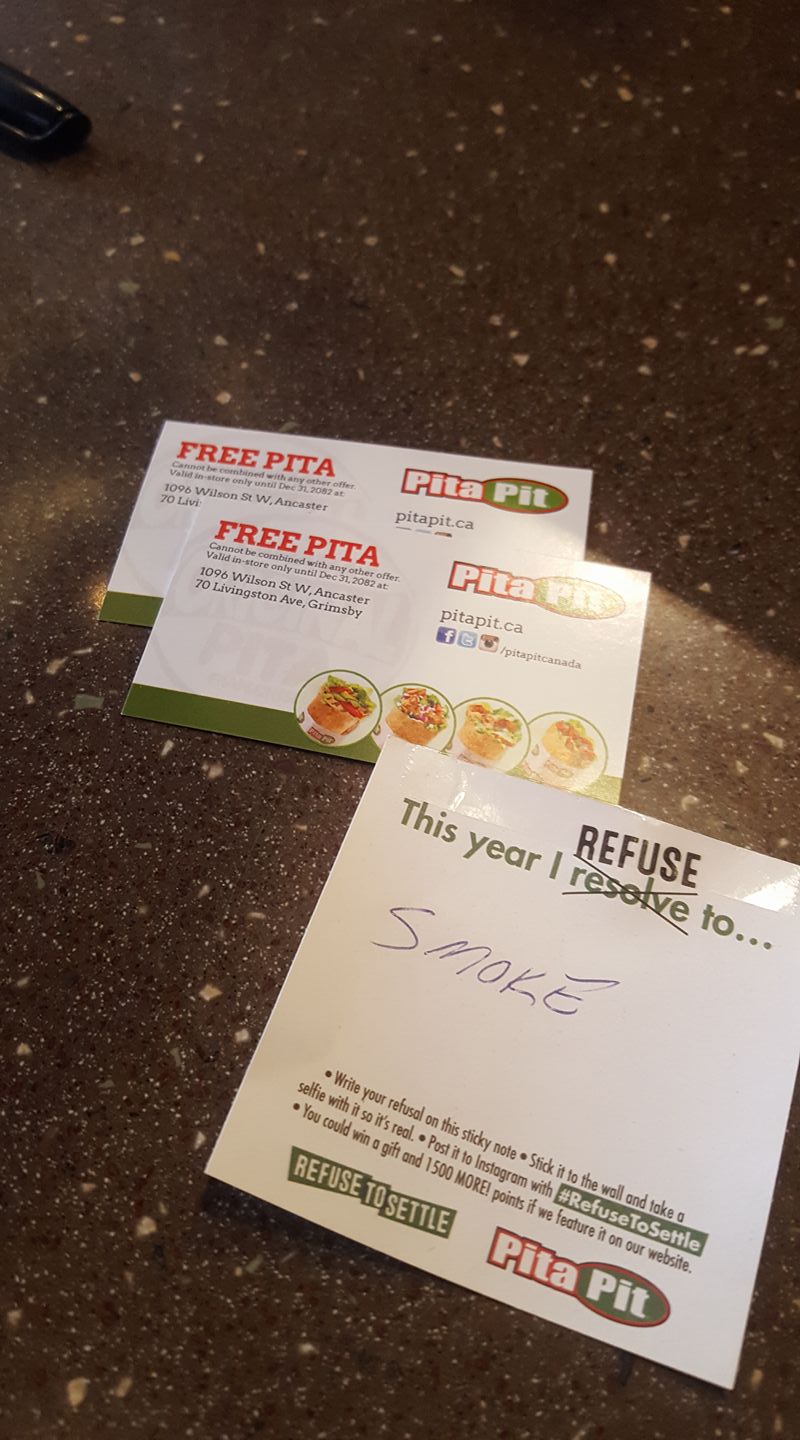 FREE PITA
Cannot be combined with any other offer.
Valid in-store only until Dec 31, 2082 at:
1096 Wilson St W, Ancaster
70 Livi
Pita Pit
pitapit.ca
FREE PITA
Cannot be combined with any other offer.
Valid in-store only until Dec 31, 2082 at:
1096 Wilson St W, Ancaster
70 Livingston Ave, Grimsby
Pita Pit
pitapit.ca
/pitapitcanada
Pita Pit
REFUSE
This year I resolve to...
SMOKE
• Write your refusal on this sticky note • Stick it to the wall and take a
selfie with it so it's real. • Post it to Instagram with #RefuseToSettle
• You could win a gift and 1500 MORE! points if we feature it on our website.
REFUSE TO SETTLE
Pita Pit